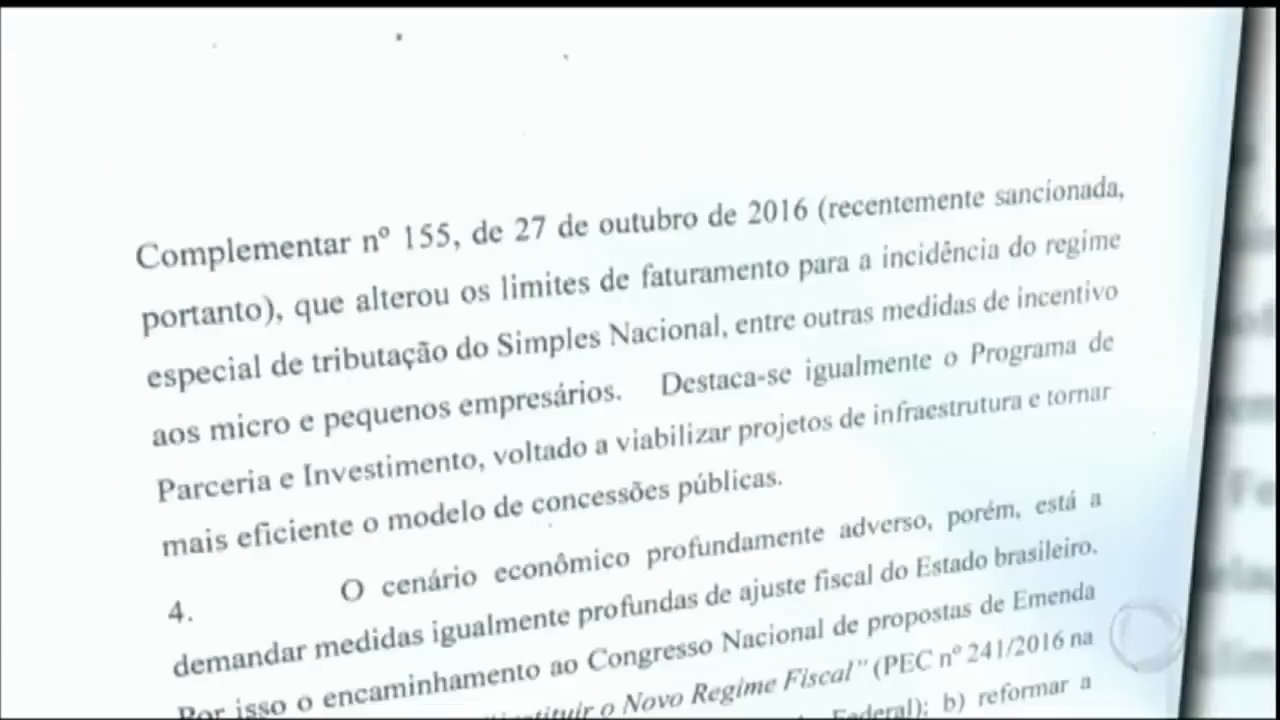 Complementar nº 155, de 27 de outubro de 2016 (recentemente sancionada,
portanto), que alterou os limites de faturamento para a incidência do regime
especial de tributação do Simples Nacional, entre outras medidas de incentivo
aos micro e pequenos empresários. Destaca-se igualmente o Programa de
Parceria e Investimento, voltado a viabilizar projetos de infraestrutura e tornar
mais eficiente o modelo de concessões públicas.
4. O cenário econômico profundamente adverso, porém, está a
demandar medidas igualmente profundas de ajuste fiscal do Estado brasileiro.
Por isso o encaminhamento ao Congresso Nacional de propostas de Emenda
o Novo Regime Fiscal" (PEC nº 241/2016 na
Federal); b) reformar a